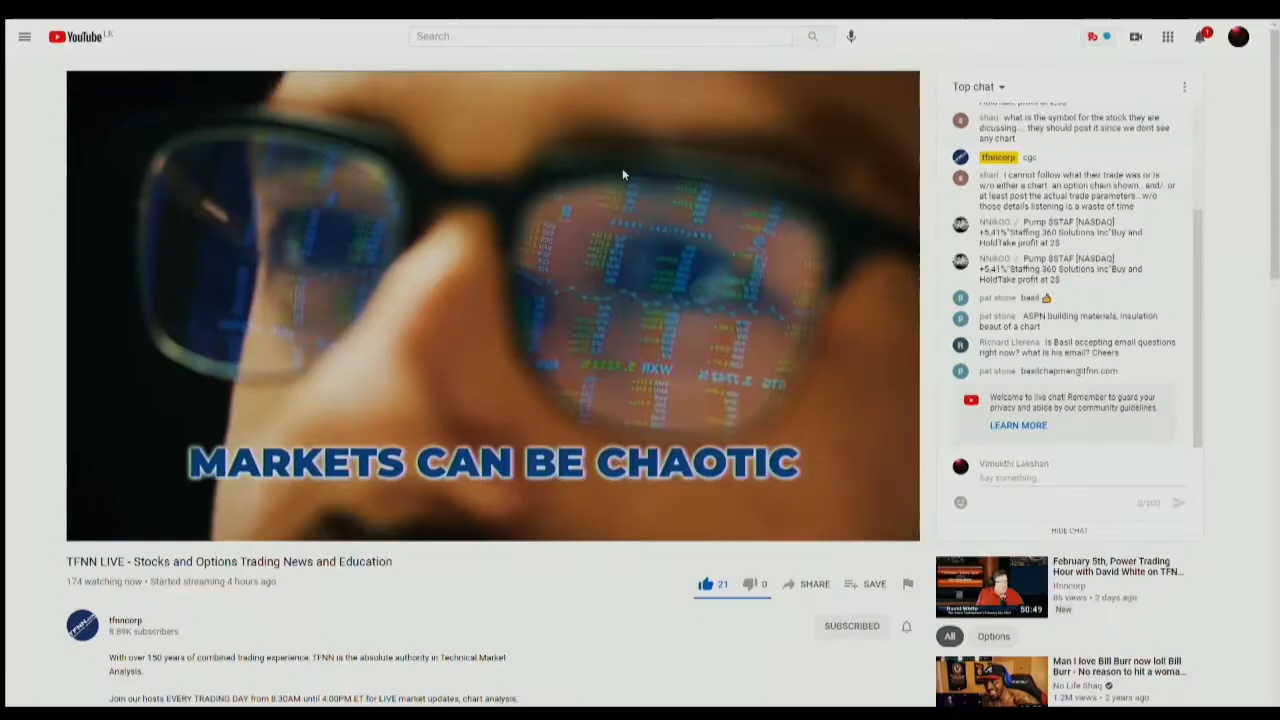 YouTube LK
Search
1
Top chat
shari what is the symbol for the stock they are
dicussing.... they should post it since we dont see
any chart
tfnncorp cgc
shari I cannot follow what their trade was or is
w/o either a chart. an option chain shown.. and/ or
at least post the actual trade parameters...w/o
those details listening is a waste of time
NNiKOO :/ Pump $STAF [NASDAQ]
+5,41%"Staffing 360 Solutions Inc"Buy and
HoldTake profit at 2$
NNiKOO :/ Pump $STAF [NASDAQ]
+5,41%"Staffing 360 Solutions Inc"Buy and
HoldTake profit at 2$
pat stone basil 👍
pat stone ASPN building materials, insulation
beaut of a chart
Richard Llerena Is Basil accepting email questions
right now? what is his email? Cheers
pat stone basilchapman@tfnn.com
Welcome to live chat! Remember to guard your
privacy and abide by our community guidelines.
LEARN MORE
Vimukthi Lakshan
Say something...
0/200
HIDE CHAT
MARKETS CAN BE CHAOTIC
TFNN LIVE - Stocks and Options Trading News and Education
174 watching now • Started streaming 4 hours ago
21 0 SHARE SAVE
tfnncorp
8.89K subscribers
SUBSCRIBED
With over 150 years of combined trading experience, TFNN is the absolute authority in Technical Market
Analysis.
Join our hosts EVERY TRADING DAY from 8:30AM until 4:00PM ET for LIVE market updates, chart analysis,
February 5th, Power Trading
Hour with David White on TFN...
tfnncorp
86 views • 2 days ago
New
David White
50:49
All Options
Man I love Bill Burr now lol! Bill
Burr - No reason to hit a woma...
No Life Shaq
1.2M views • 2 years ago